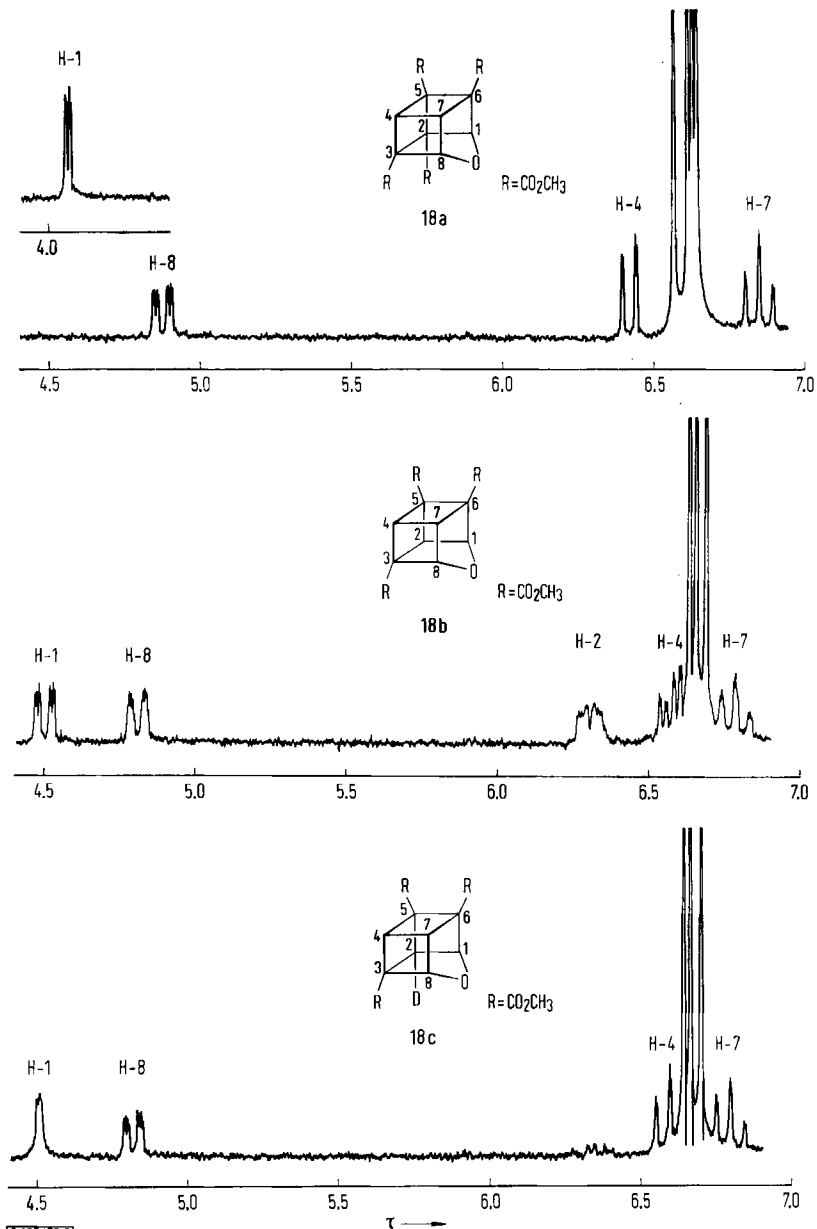 H-1
4.0
R
R
5
6
4
7
2
1
3
8
O
R
R
R=CO₂CH₃
18a
H-8
H-4
H-7
4.5 5.0 5.5 6.0 6.5 7.0
R
R
5
6
4
7
2
1
3
8
O
R
R=CO₂CH₃
18b
H-1
H-8
H-2
H-4
H-7
4.5 5.0 5.5 6.0 6.5 7.0
R
R
5
6
4
7
2
1
3
8
O
R
D
R=CO₂CH₃
18c
H-1
H-8
H-4
H-7
4.5 5.0 5.5 6.0 6.5 7.0
τ →